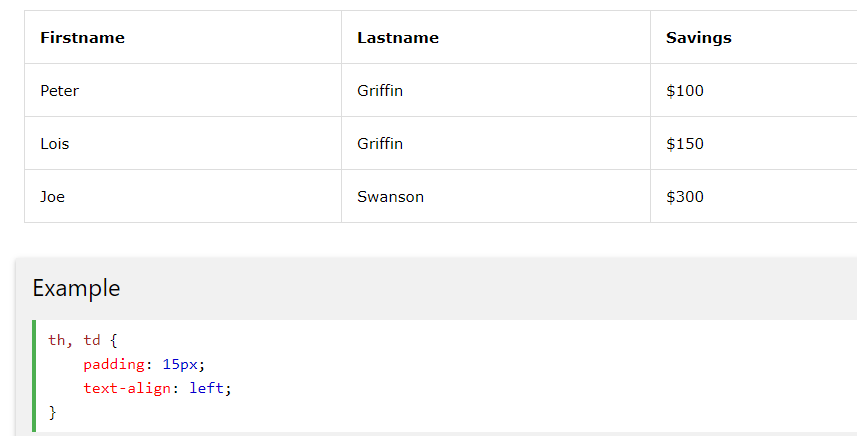 Firstname Lastname Savings
Peter Griffin $100
Lois Griffin $150
Joe Swanson $300
Example
th, td {
    padding: 15px;
    text-align: left;
}